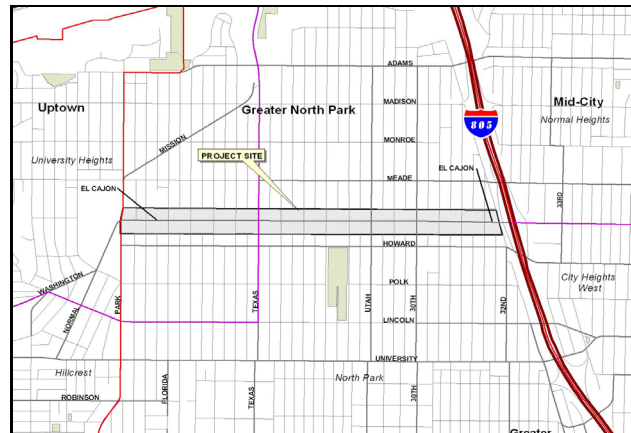 ADAMS
Uptown
Greater North Park
MADISON
Mid-City
Normal Heights
805
MISSION
MONROE
University Heights
PROJECT SITE
EL CAJON
MEADE
EL CAJON
33RD
HOWARD
WASHINGTON
NORMAL
PARK
TEXAS
UTAH
30TH
32ND
POLK
City Heights
West
LINCOLN
UNIVERSITY
Hillcrest
FLORIDA
TEXAS
North Park
30TH
ROBINSON
Greater